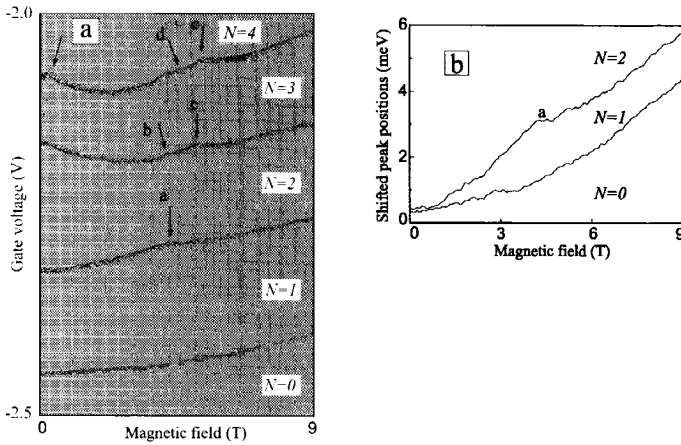 -2.0
a
e
d
N=4
N=3
c
b
N=2
a
N=1
N=0
-2.5
0
Magnetic field (T)
9
Gate voltage (V)
6
b
N=2
4
a
N=1
2
N=0
0
0
3
6
9
Magnetic field (T)
Shifted peak positions (meV)